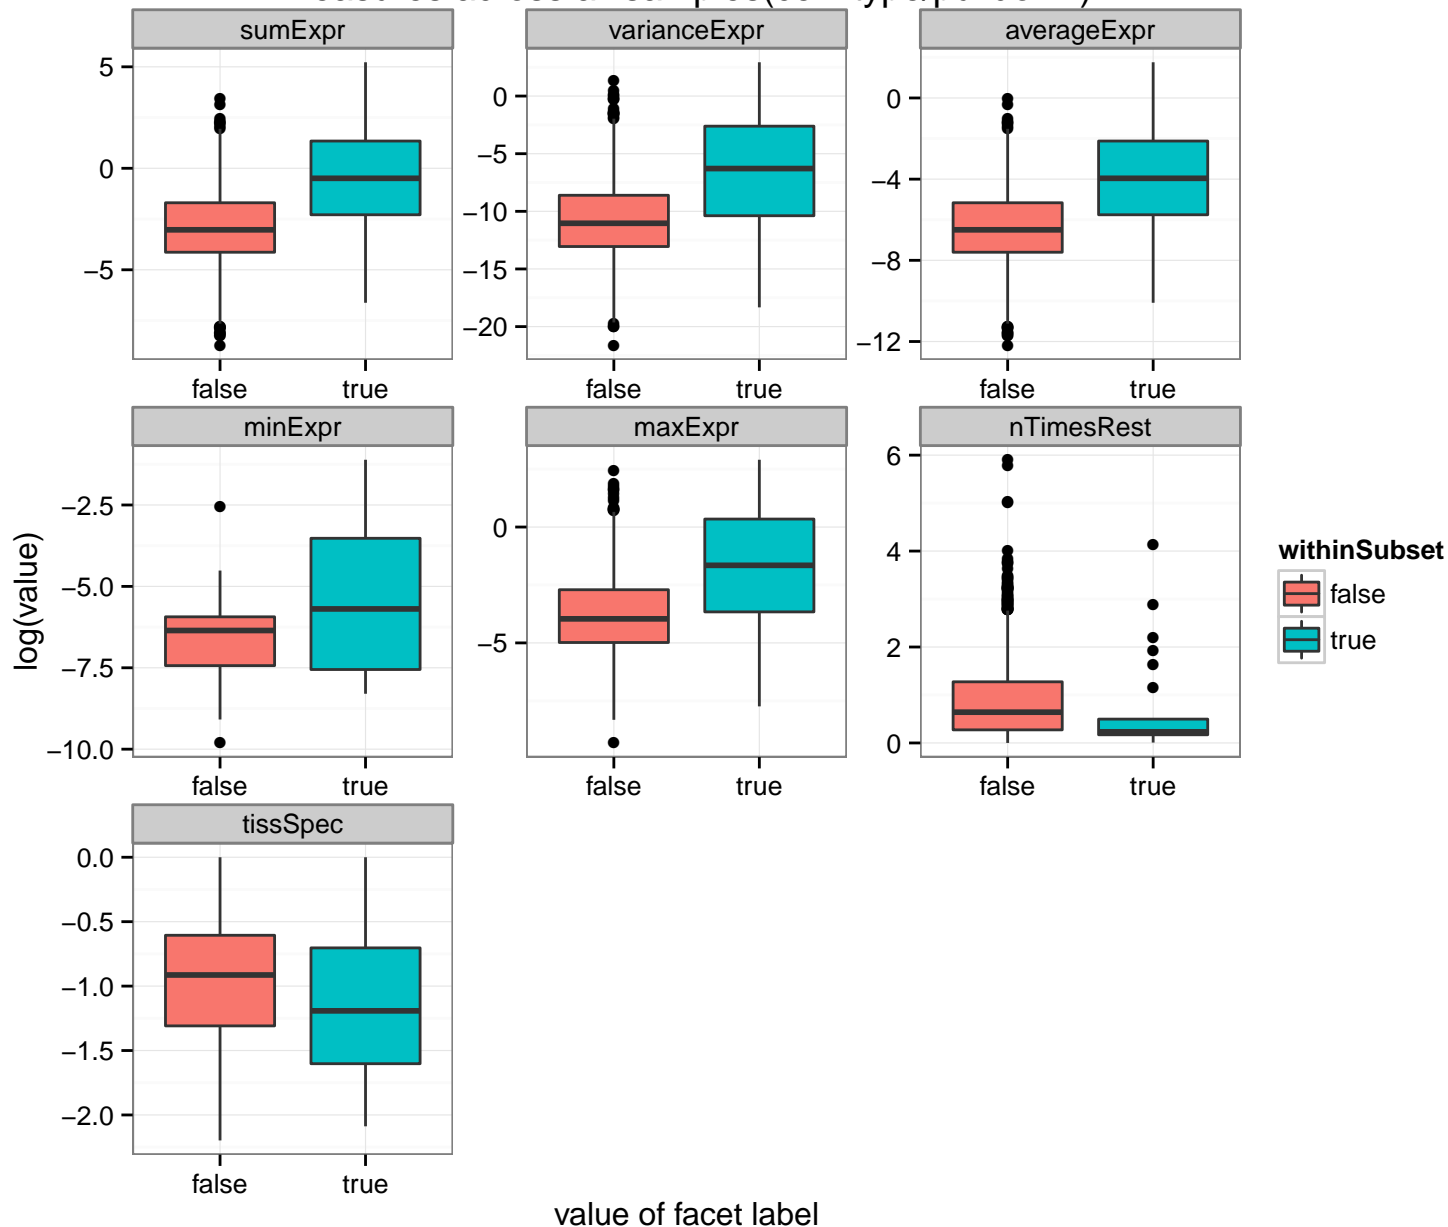 sumExpr varianceExpr averageExpr
5
0
−5
0
−5
−10
−15
−20
0
−4
−8
−12
false true false true false true
minExpr maxExpr nTimesRest
−2.5
−5.0
−7.5
−10.0
0
−5
6
4
2
0
false true false true false true
tissSpec
0.0
−0.5
−1.0
−1.5
−2.0
false true
log(value)
value of facet label
withinSubset
false
true